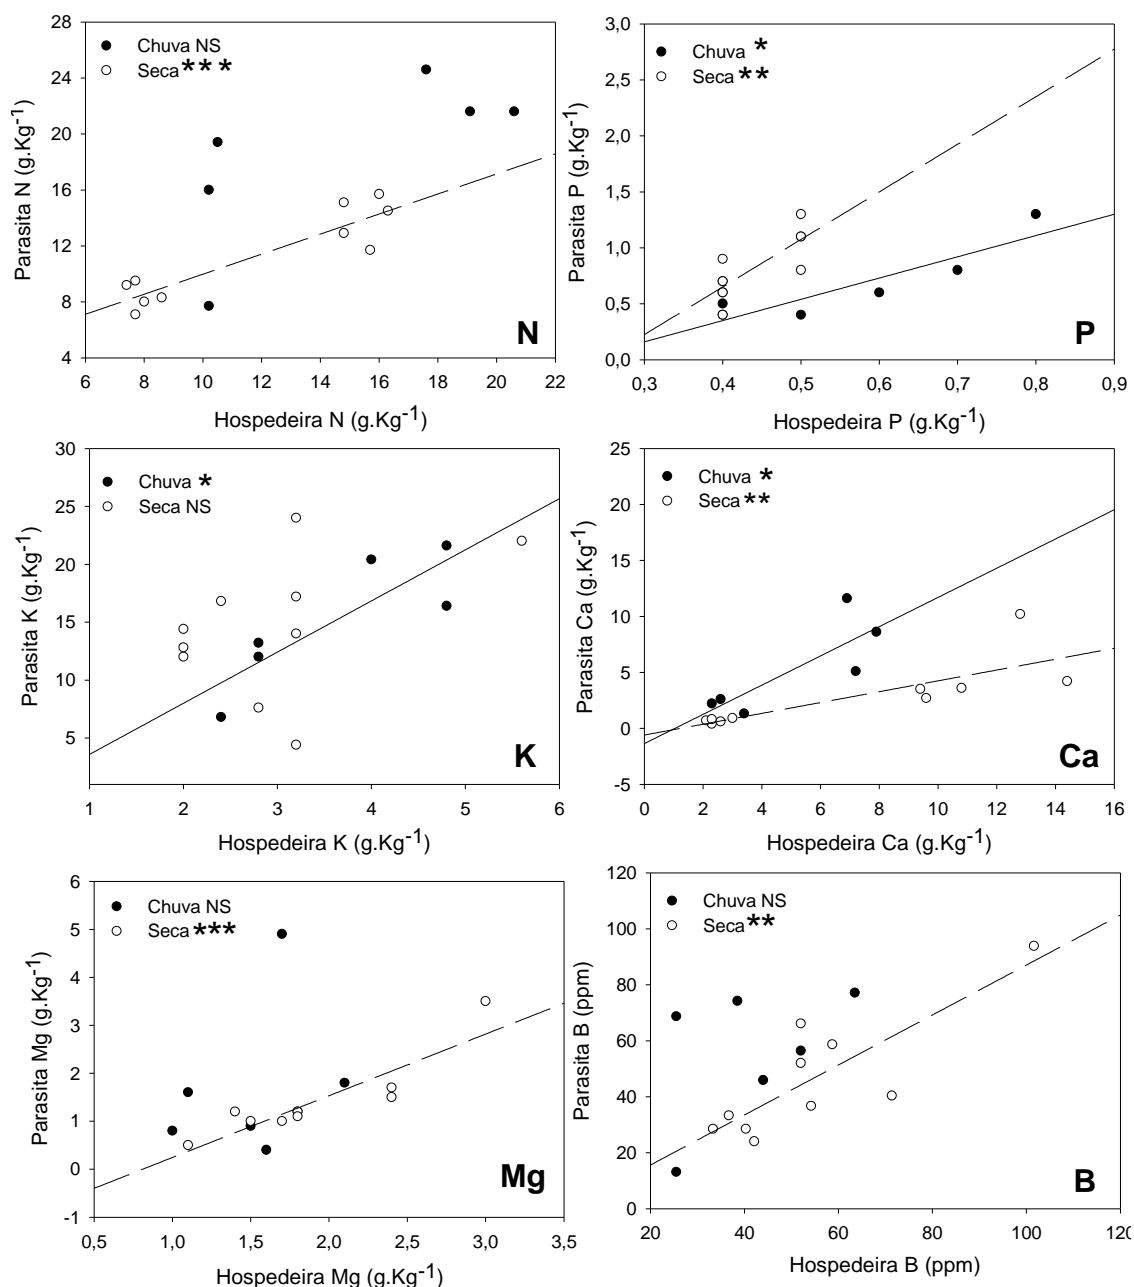 28
24
20
16
12
8
4
Parasita N (g.Kg-1)
Chuva NS
Seca ***
N
6 8 10 12 14 16 18 20 22
Hospedeira N (g.Kg-1)
3,0
2,5
2,0
1,5
1,0
0,5
0,0
Parasita P (g.Kg-1)
Chuva *
Seca **
P
0,3 0,4 0,5 0,6 0,7 0,8 0,9
Hospedeira P (g.Kg-1)
30
25
20
15
10
5
Parasita K (g.Kg-1)
Chuva *
Seca NS
K
1 2 3 4 5 6
Hospedeira K (g.Kg-1)
25
20
15
10
5
0
-5
Parasita Ca (g.Kg-1)
Chuva *
Seca **
Ca
0 2 4 6 8 10 12 14 16
Hospedeira Ca (g.Kg-1)
6
5
4
3
2
1
0
-1
Parasita Mg (g.Kg-1)
Chuva NS
Seca ***
Mg
0,5 1,0 1,5 2,0 2,5 3,0 3,5
Hospedeira Mg (g.Kg-1)
120
100
80
60
40
20
0
Parasita B (ppm)
Chuva NS
Seca **
B
20 40 60 80 100 120
Hospedeira B (ppm)